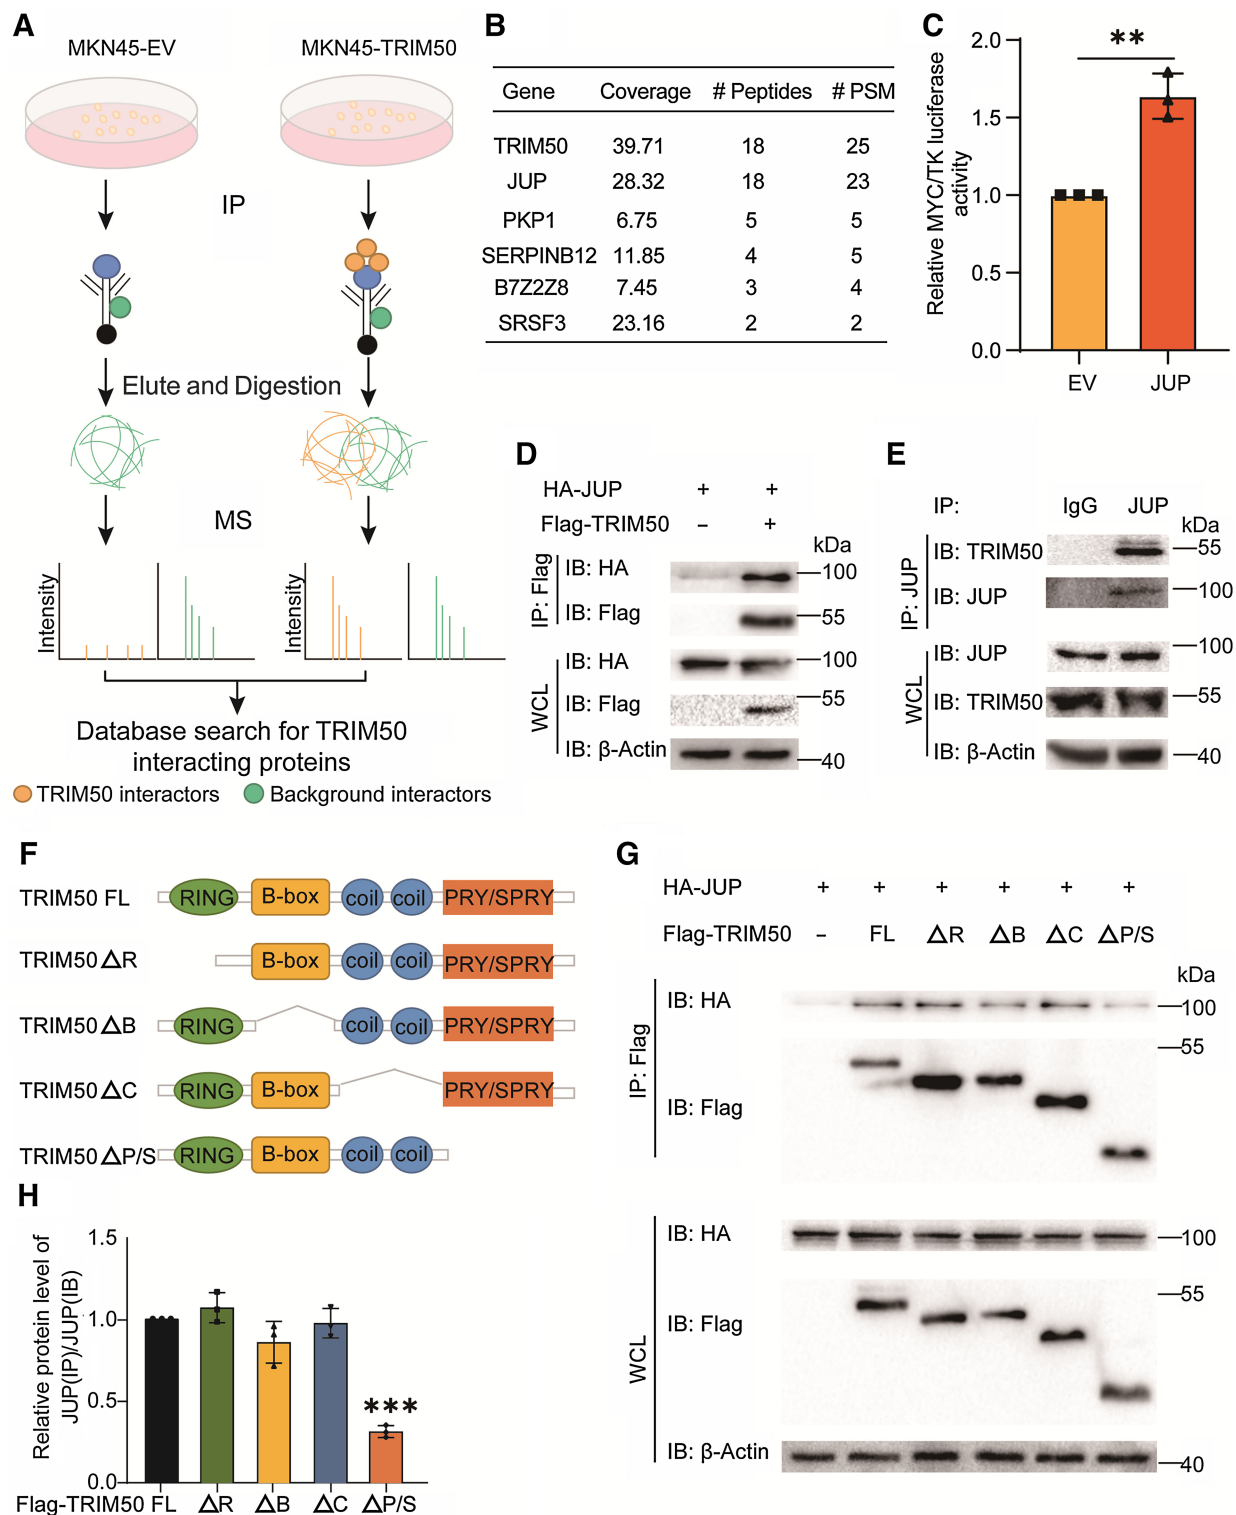 A
MKN45-EV
MKN45-TRIM50
IP
Elute and Digestion
MS
Intensity
Intensity
Database search for TRIM50
interacting proteins
TRIM50 interactors
Background interactors
B
Gene Coverage # Peptides # PSM
TRIM50 39.71 18 25
JUP 28.32 18 23
PKP1 6.75 5 5
SERPINB12 11.85 4 5
B7Z2Z8 7.45 3 4
SRSF3 23.16 2 2
C
Relative MYC/TK luciferase
activity
2.0
1.5
1.0
0.5
0.0
**
EV JUP
D
HA-JUP + +
Flag-TRIM50 – +
kDa
IP: Flag
IB: HA 100
IB: Flag 55
WCL
IB: HA 100
IB: Flag 55
IB: β-Actin 40
E
IP: IgG JUP
kDa
IP: JUP
IB: TRIM50 55
IB: JUP 100
WCL
IB: JUP 100
IB: TRIM50 55
IB: β-Actin 40
F
TRIM50 FL RING B-box coil coil PRY/SPRY
TRIM50 △R B-box coil coil PRY/SPRY
TRIM50 △B RING coil coil PRY/SPRY
TRIM50 △C RING B-box PRY/SPRY
TRIM50 △P/S RING B-box coil coil
G
HA-JUP + + + + + +
Flag-TRIM50 – FL △R △B △C △P/S
kDa
IP: Flag
IB: HA 100
55
IB: Flag
WCL
IB: HA 100
55
IB: Flag
IB: β-Actin 40
H
Relative protein level of
JUP(IP)/JUP(IB)
1.5
1.0
0.5
0.0
***
Flag-TRIM50 FL △R △B △C △P/S